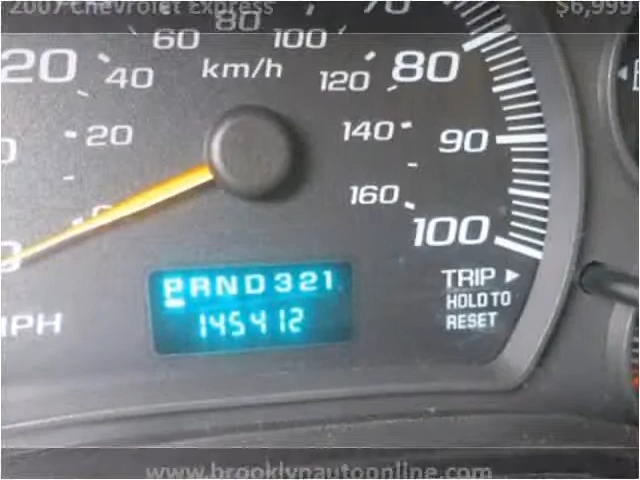 2007 Chevrolet Express $6,999
60 80 100 70
20 40 km/h 120 80
20 140 90
160
100
PRND321
145412
MPH
TRIP
HOLD TO
RESET
www.brooklynautoonline.com